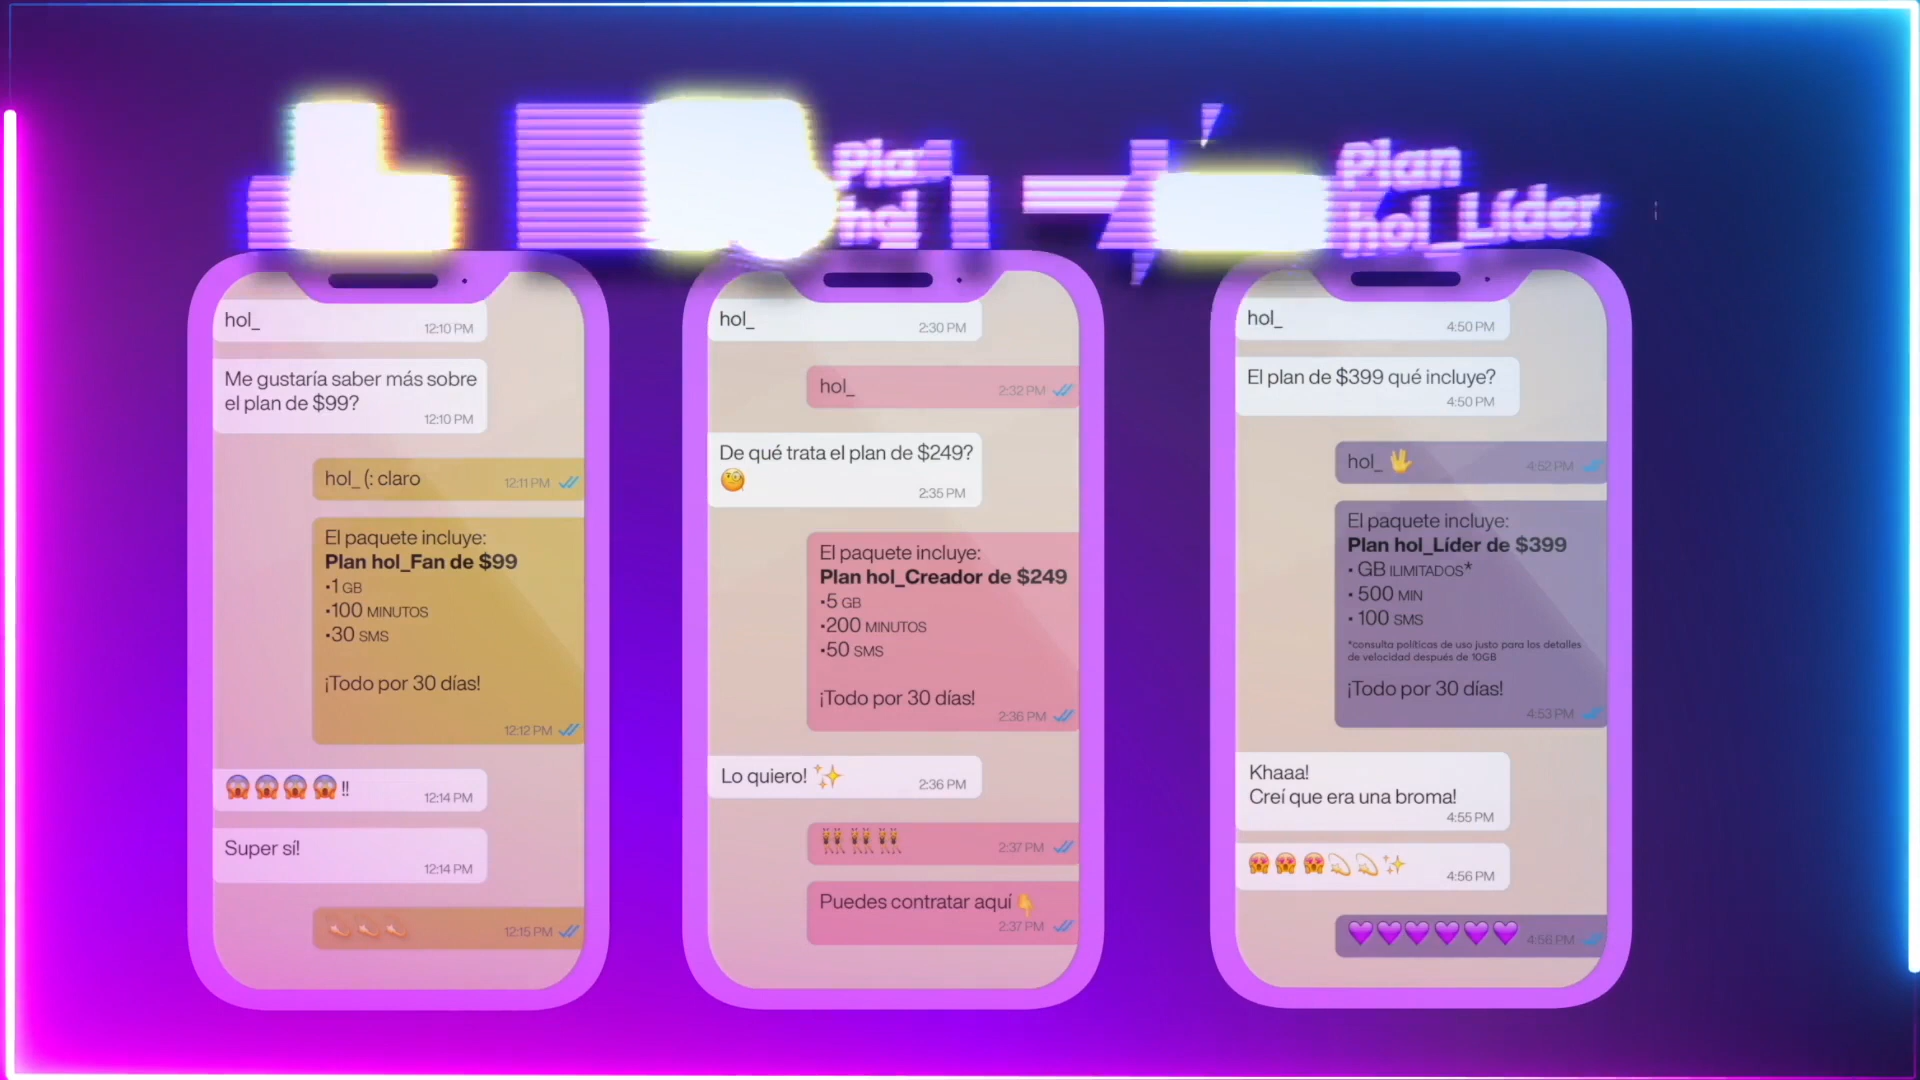 Plan
hol_Líder
hol_
12:10 PM
Me gustaría saber más sobre
el plan de $99?
12:10 PM
hol_ (: claro
12:11 PM
El paquete incluye:
Plan hol_Fan de $99
•1 GB
•100 MINUTOS
•30 SMS
¡Todo por 30 días!
12:12 PM
!!
12:14 PM
Super sí!
12:14 PM
12:15 PM
hol_
2:30 PM
hol_
2:32 PM
De qué trata el plan de $249?
2:35 PM
El paquete incluye:
Plan hol_Creador de $249
•5 GB
•200 MINUTOS
•50 SMS
¡Todo por 30 días!
2:36 PM
Lo quiero!
2:36 PM
2:37 PM
Puedes contratar aquí
2:37 PM
hol_
4:50 PM
El plan de $399 qué incluye?
4:50 PM
hol_
4:52 PM
El paquete incluye:
Plan hol_Líder de $399
• GB ILIMITADOS*
• 500 MIN
• 100 SMS
*consulta políticas de uso justo para los detalles
de velocidad después de 10GB
¡Todo por 30 días!
4:53 PM
Khaaa!
Creí que era una broma!
4:55 PM
4:56 PM
4:56 PM